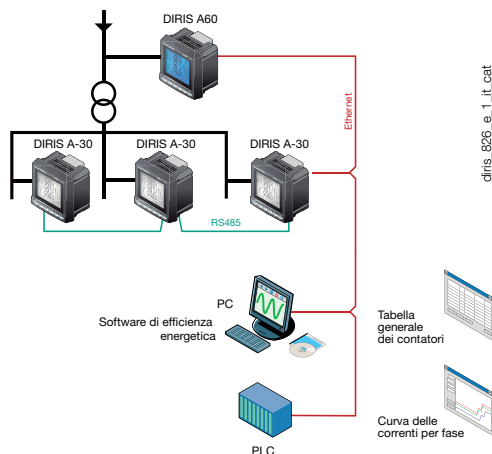 DIRIS A60
Ethernet
diris_826_e_1_it_cat
DIRIS A-30
DIRIS A-30
DIRIS A-30
RS485
PC
Software di efficienza
energetica
Tabella
generale
dei contatori
Curva delle
correnti per fase
PLC